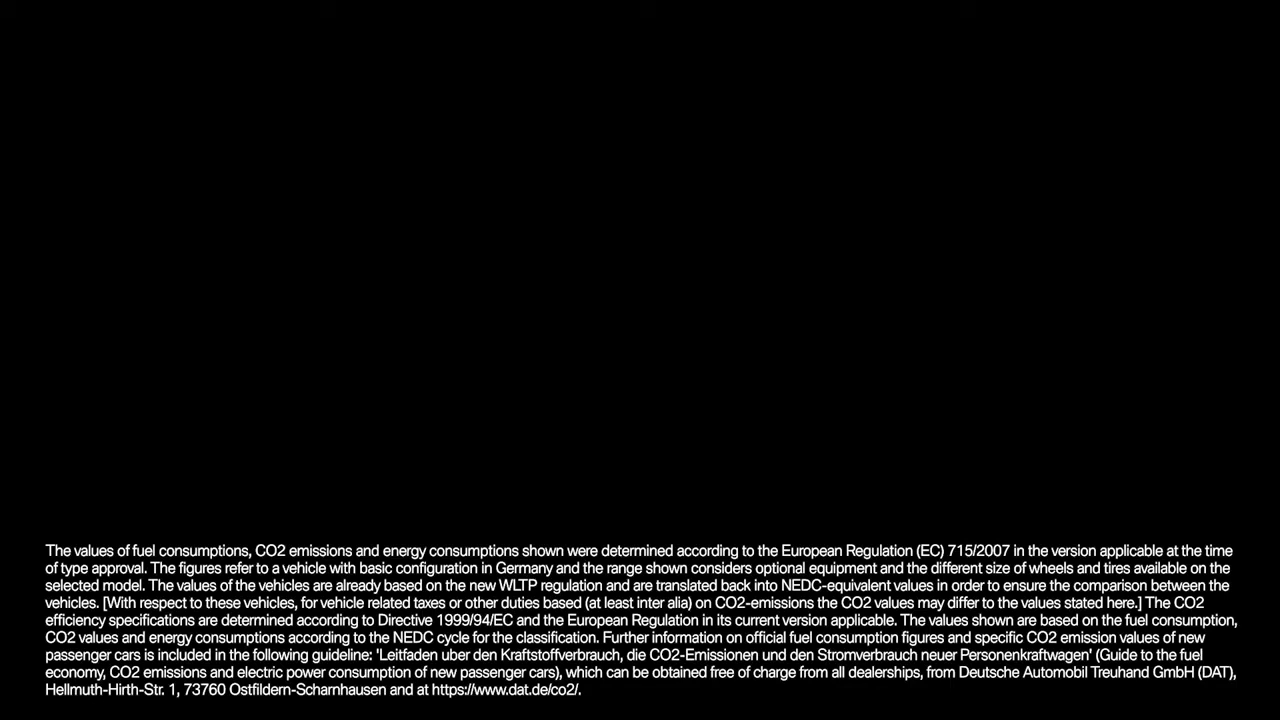 The values of fuel consumptions, CO2 emissions and energy consumptions shown were determined according to the European Regulation (EC) 715/2007 in the version applicable at the time
of type approval. The figures refer to a vehicle with basic configuration in Germany and the range shown considers optional equipment and the different size of wheels and tires available on the
selected model. The values of the vehicles are already based on the new WLTP regulation and are translated back into NEDC-equivalent values in order to ensure the comparison between the
vehicles. [With respect to these vehicles, for vehicle related taxes or other duties based (at least inter alia) on CO2-emissions the CO2 values may differ to the values stated here.] The CO2
efficiency specifications are determined according to Directive 1999/94/EC and the European Regulation in its current version applicable. The values shown are based on the fuel consumption,
CO2 values and energy consumptions according to the NEDC cycle for the classification. Further information on official fuel consumption figures and specific CO2 emission values of new
passenger cars is included in the following guideline: 'Leitfaden uber den Kraftstoffverbrauch, die CO2-Emissionen und den Stromverbrauch neuer Personenkraftwagen' (Guide to the fuel
economy, CO2 emissions and electric power consumption of new passenger cars), which can be obtained free of charge from all dealerships, from Deutsche Automobil Treuhand GmbH (DAT),
Hellmuth-Hirth-Str. 1, 73760 Ostfildern-Scharnhausen and at https://www.dat.de/co2/.